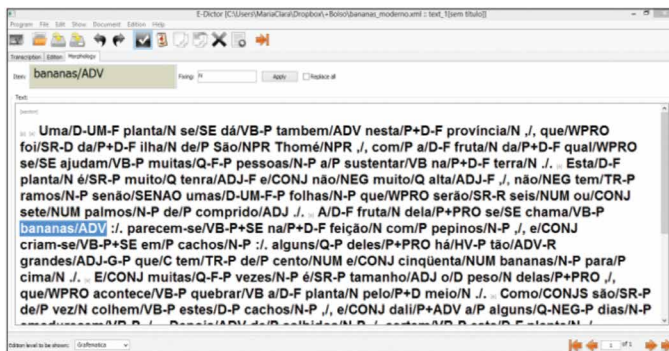 E-Dictor [C:\Users\MariaClara\Dropbox\+Bolso\bananas_moderno.xml :: text_1[sem título]]
Program File Edit Show Document Edition Help
Transcription Edition Morphology
Item: bananas/ADV Fixing: N Apply Replace all
Text:
[section]
Uma/D-UM-F planta/N se/SE dá/VB-P tambem/ADV nesta/P+D-F província/N ,/, que/WPRO
foi/SR-D da/P+D-F ilha/N de/P São/NPR Thomé/NPR ,/, com/P a/D-F fruta/N da/P+D-F qual/WPRO
se/SE ajudam/VB-P muitas/Q-F-P pessoas/N-P a/P sustentar/VB na/P+D-F terra/N ./. Esta/D-F
planta/N é/SR-P muito/Q tenra/ADJ-F e/CONJ não/NEG muito/Q alta/ADJ-F ,/, não/NEG tem/TR-P
ramos/N-P senão/SENAO umas/D-UM-F-P folhas/N-P que/WPRO serão/SR-R seis/NUM ou/CONJ
sete/NUM palmos/N-P de/P comprido/ADJ ./. A/D-F fruta/N dela/P+PRO se/SE chama/VB-P
bananas/ADV :/. parecem-se/VB-P+SE na/P+D-F feição/N com/P pepinos/N-P ,/, e/CONJ
criam-se/VB-P+SE em/P cachos/N-P :/. alguns/Q-P deles/P+PRO há/HV-P tão/ADV-R
grandes/ADJ-G-P que/C tem/TR-P de/P cento/NUM e/CONJ cinqüenta/NUM bananas/N-P para/P
cima/N ./. E/CONJ muitas/Q-F-P vezes/N-P é/SR-P tamanho/ADJ o/D peso/N delas/P+PRO ,/,
que/WPRO acontece/VB-P quebrar/VB a/D-F planta/N pelo/P+D meio/N ./. Como/CONJS são/SR-P
de/P vez/N colhem/VB-P estes/D-P cachos/N-P ,/, e/CONJ dali/P+ADV a/P alguns/Q-NEG-P dias/N-P
Edition level to be shown: Grafemática 1 of 1